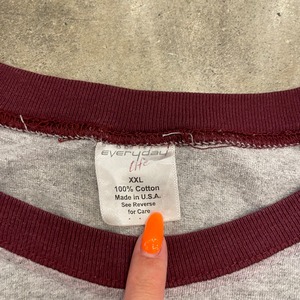 everyday
XXL
100% Cotton
Made in U.S.A.
See Reverse
for Care